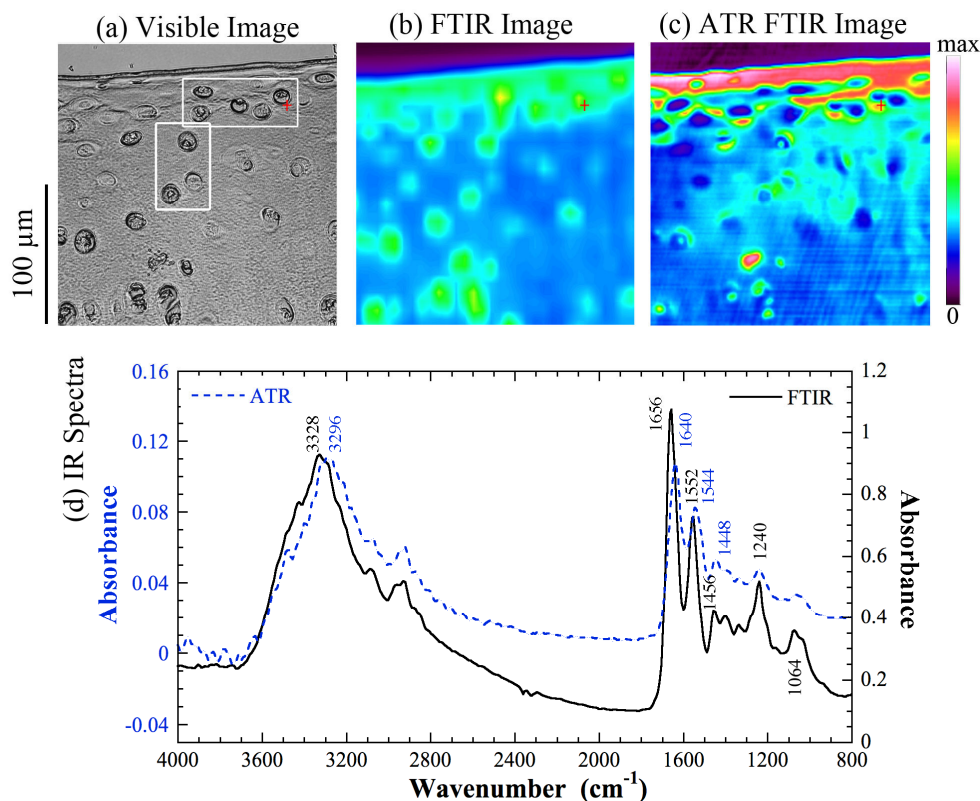 (a) Visible Image
(b) FTIR Image
(c) ATR FTIR Image
max
0
100 μm
(d) IR Spectra
Absorbance
0.16
0.12
0.08
0.04
0
-0.04
ATR
FTIR
3328
3296
1656
1640
1552
1544
1456
1448
1240
1064
1.2
1
0.8
0.6
0.4
0.2
0
Absorbance
4000 3600 3200 2800 2400 2000 1600 1200 800
Wavenumber (cm⁻¹)